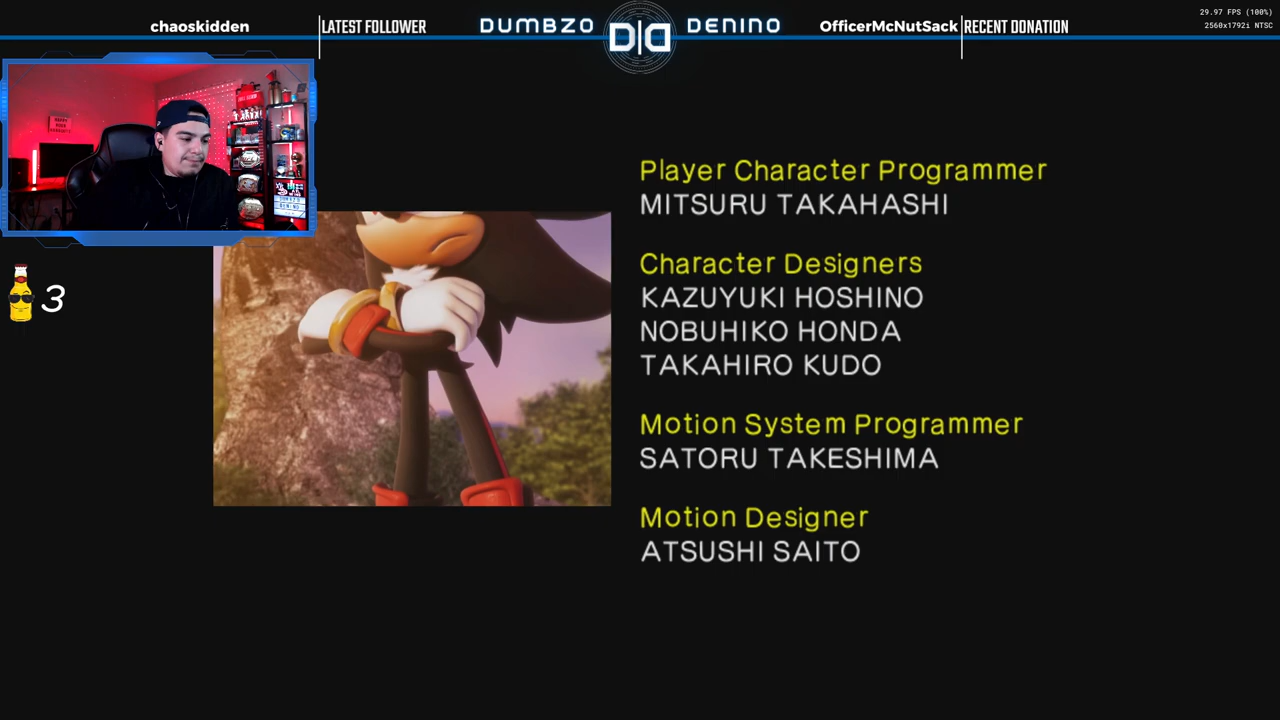 chaoskidden
LATEST FOLLOWER
DUMBZO
D|D
DENINO
OfficerMcNutSack
RECENT DONATION
29.97 FPS (100%)
2560x1792i NTSC
3
Player Character Programmer
MITSURU TAKAHASHI
Character Designers
KAZUYUKI HOSHINO
NOBUHIKO HONDA
TAKAHIRO KUDO
Motion System Programmer
SATORU TAKESHIMA
Motion Designer
ATSUSHI SAITO